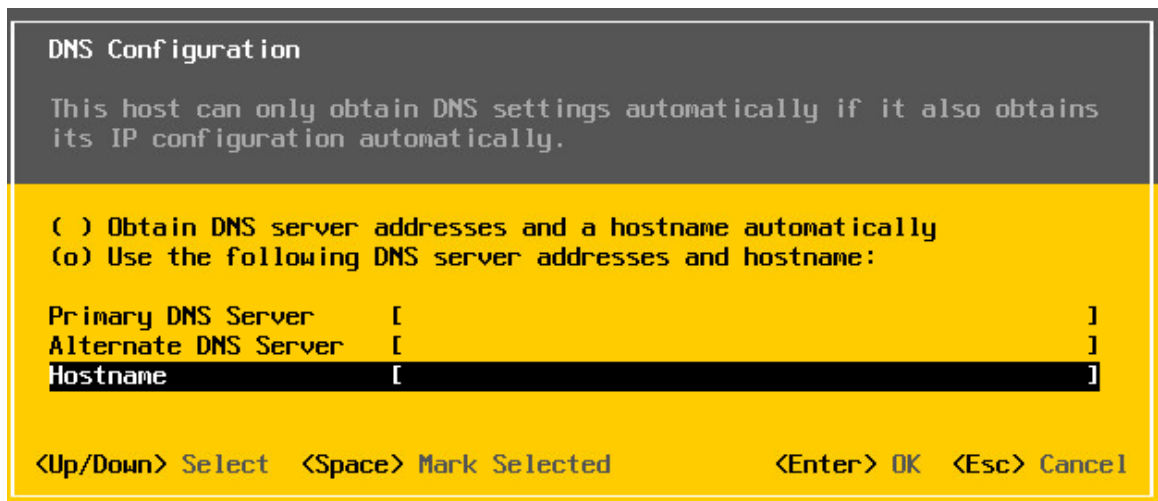 DNS Configuration
This host can only obtain DNS settings automatically if it also obtains
its IP configuration automatically.
( ) Obtain DNS server addresses and a hostname automatically
(o) Use the following DNS server addresses and hostname:
Primary DNS Server [ ]
Alternate DNS Server [ ]
Hostname [ ]
<Up/Down> Select <Space> Mark Selected <Enter> OK <Esc> Cancel